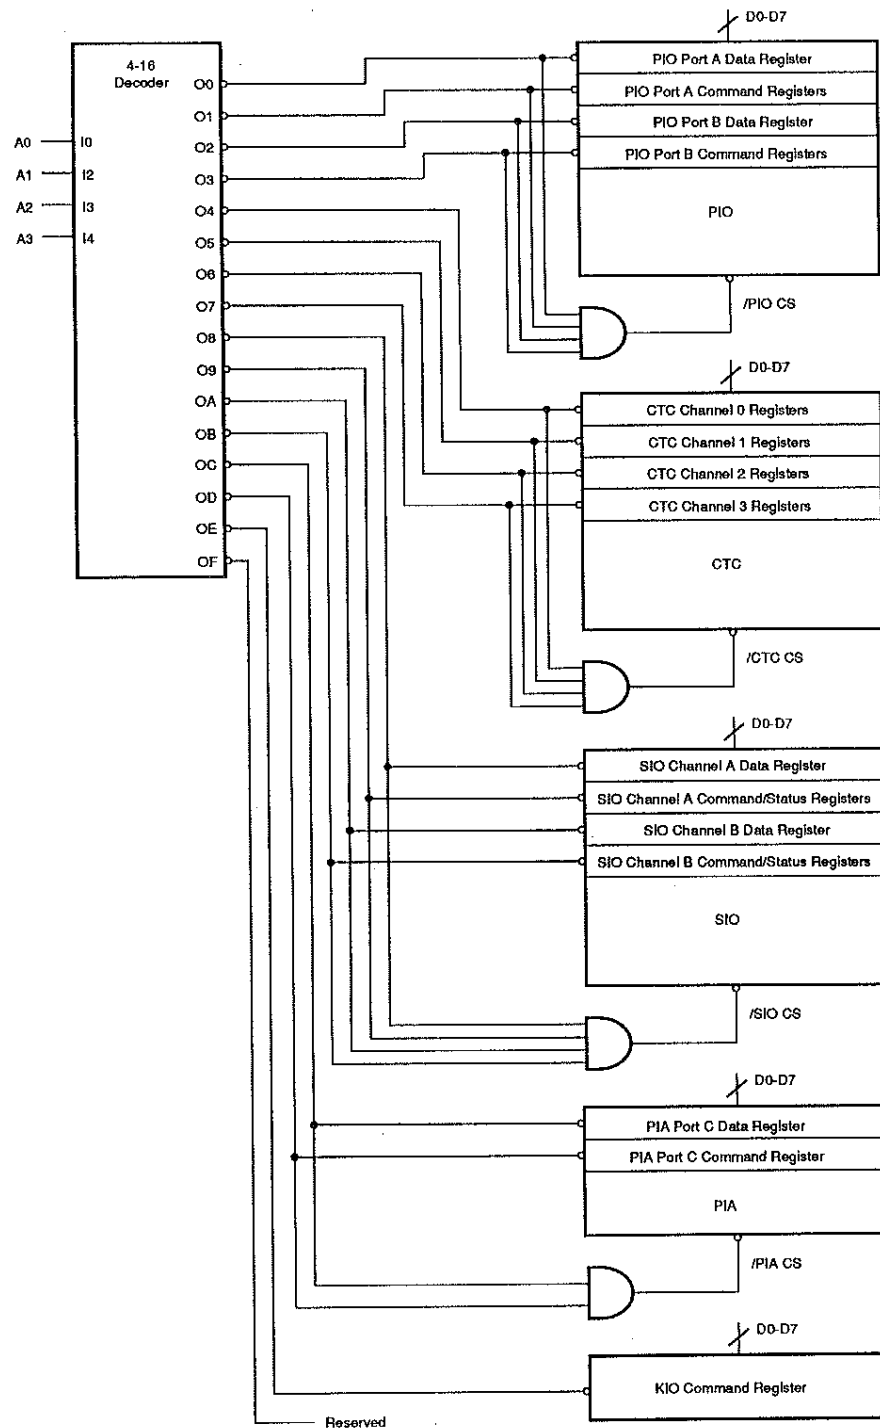 D0-D7
4-16
Decoder
A0
A1
A2
A3
I0
I2
I3
I4
O0
O1
O2
O3
O4
O5
O6
O7
O8
O9
OA
OB
OC
OD
OE
OF
PIO Port A Data Register
PIO Port A Command Registers
PIO Port B Data Register
PIO Port B Command Registers
PIO
/PIO CS
D0-D7
CTC Channel 0 Registers
CTC Channel 1 Registers
CTC Channel 2 Registers
CTC Channel 3 Registers
CTC
/CTC CS
D0-D7
SIO Channel A Data Register
SIO Channel A Command/Status Registers
SIO Channel B Data Register
SIO Channel B Command/Status Registers
SIO
/SIO CS
D0-D7
PIA Port C Data Register
PIA Port C Command Register
PIA
/PIA CS
D0-D7
KIO Command Register
Reserved